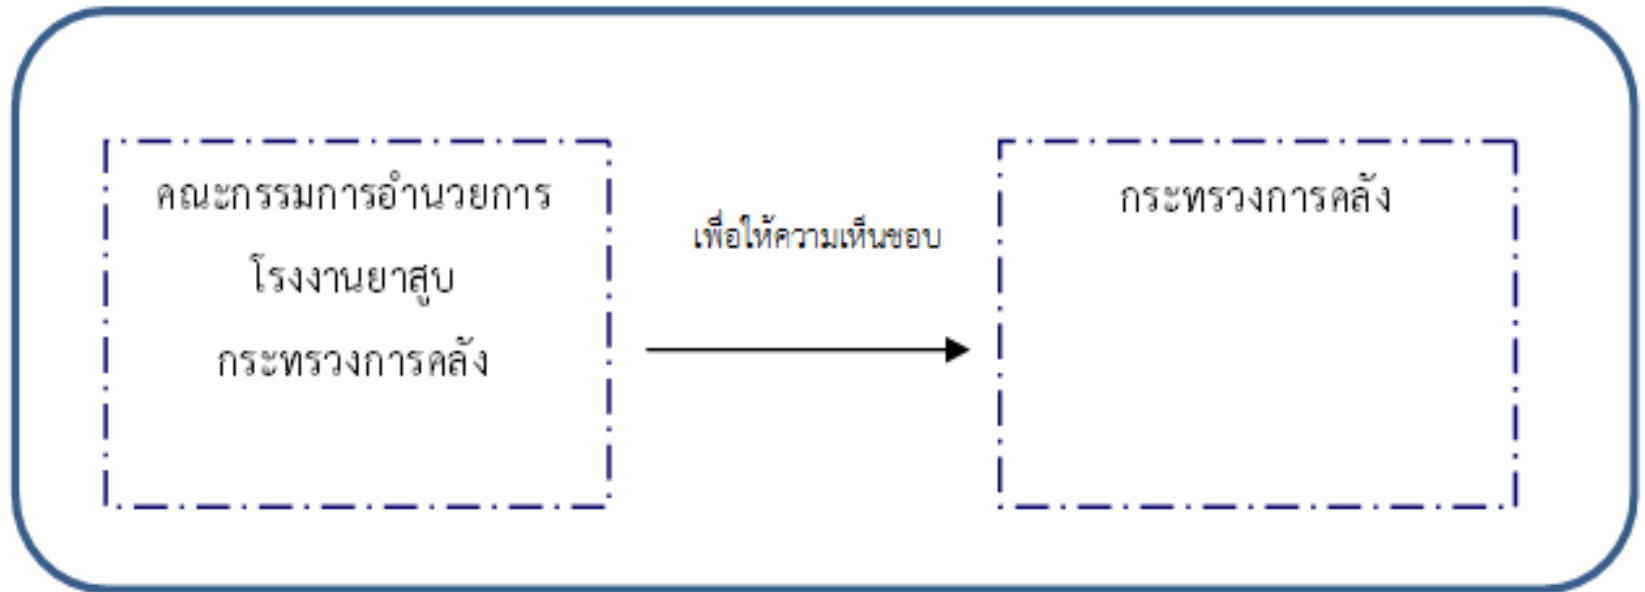 คณะกรรมการอำนวยการ
โรงงานยาสูบ
กระทรวงการคลัง
เพื่อให้ความเห็นชอบ
กระทรวงการคลัง